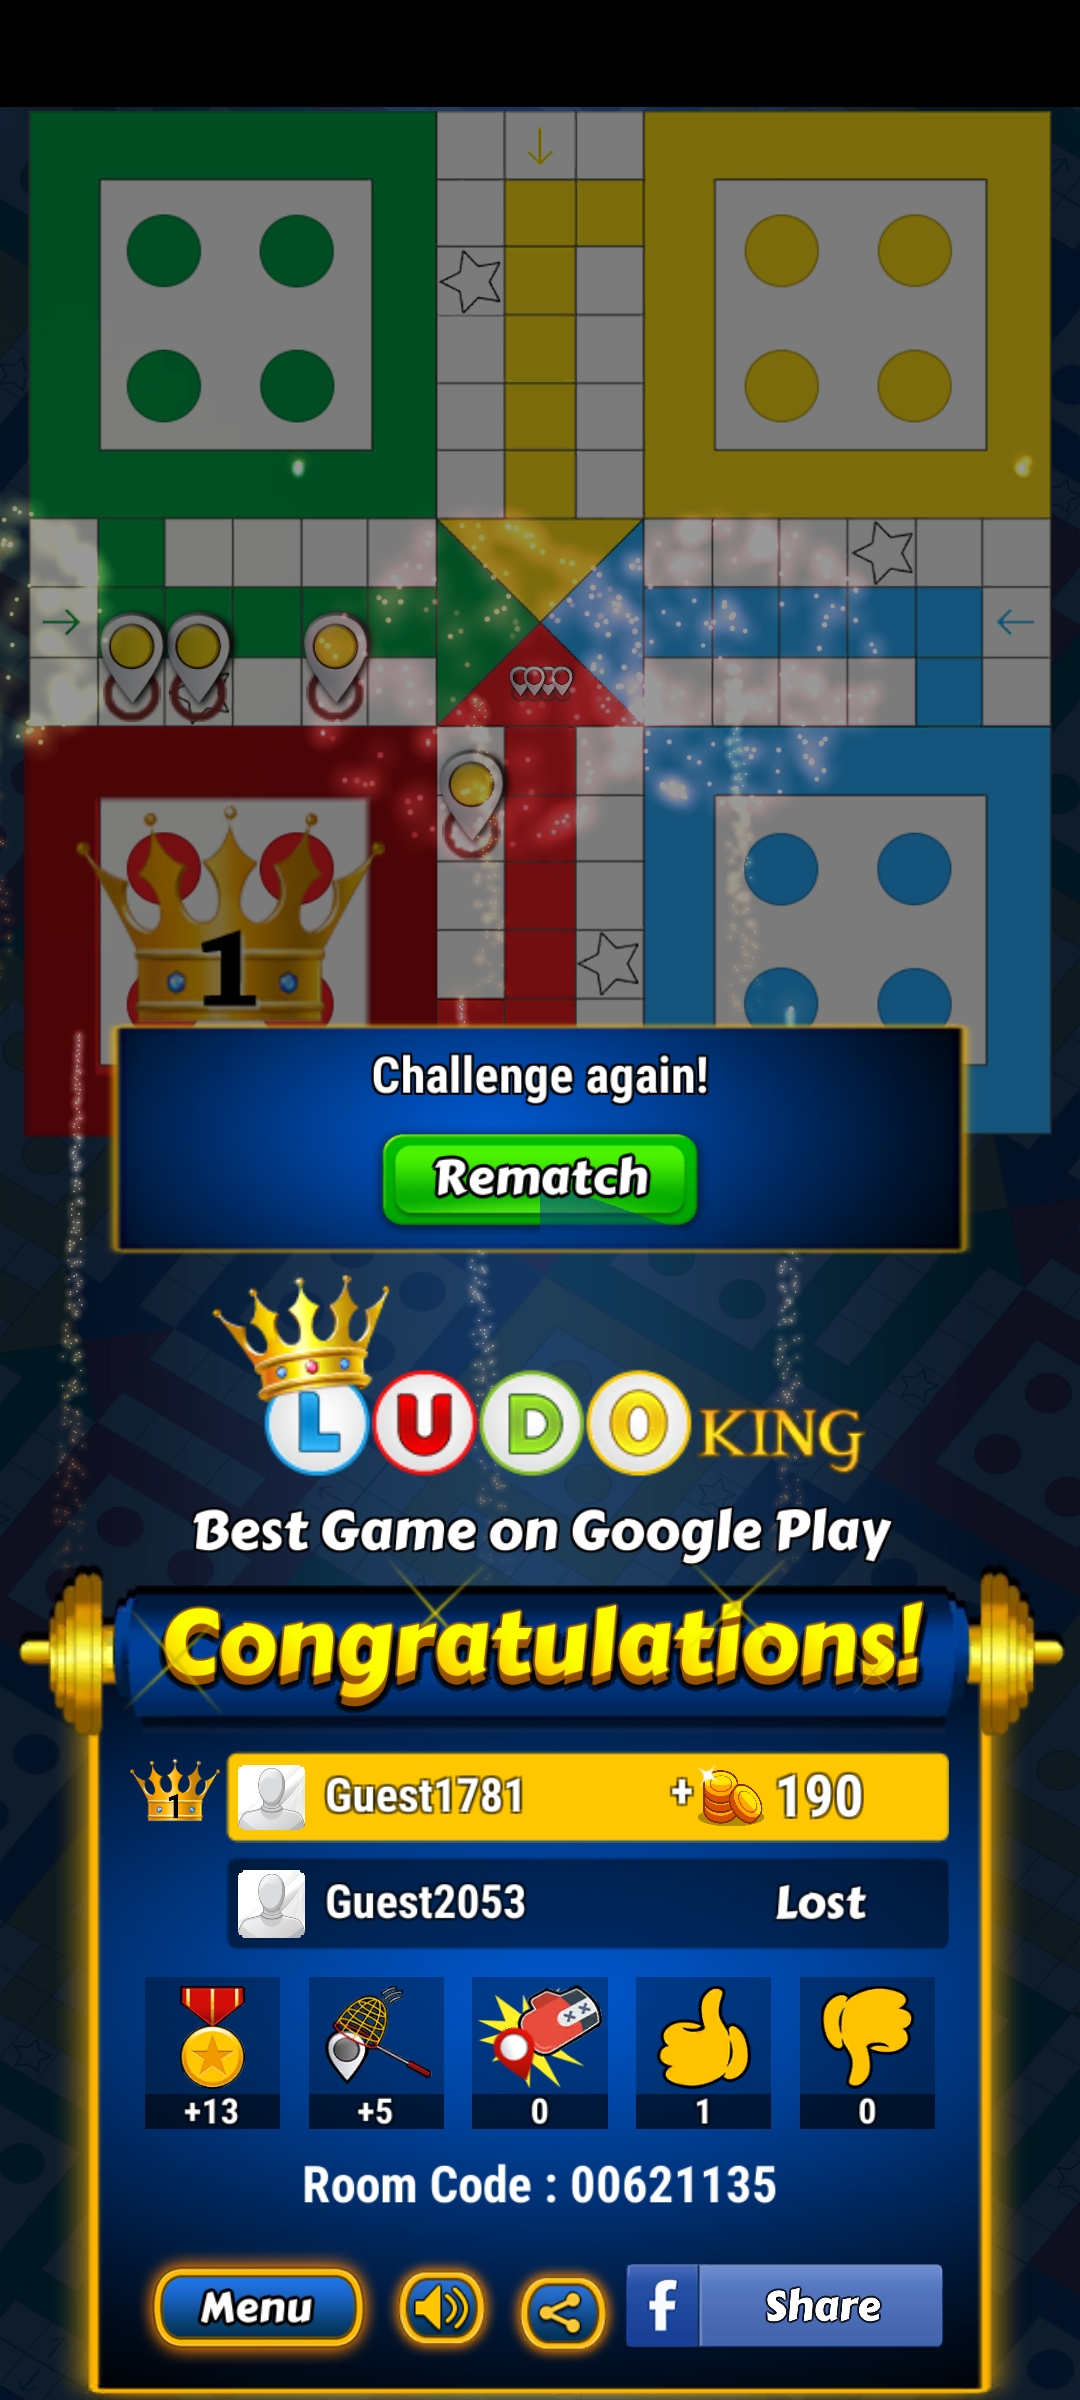 1
Challenge again!
Rematch
LUDO KING
Best Game on Google Play
Congratulations!
1 Guest1781 + 190
Guest2053 Lost
+13 +5 0 1 0
Room Code : 00621135
Menu f Share